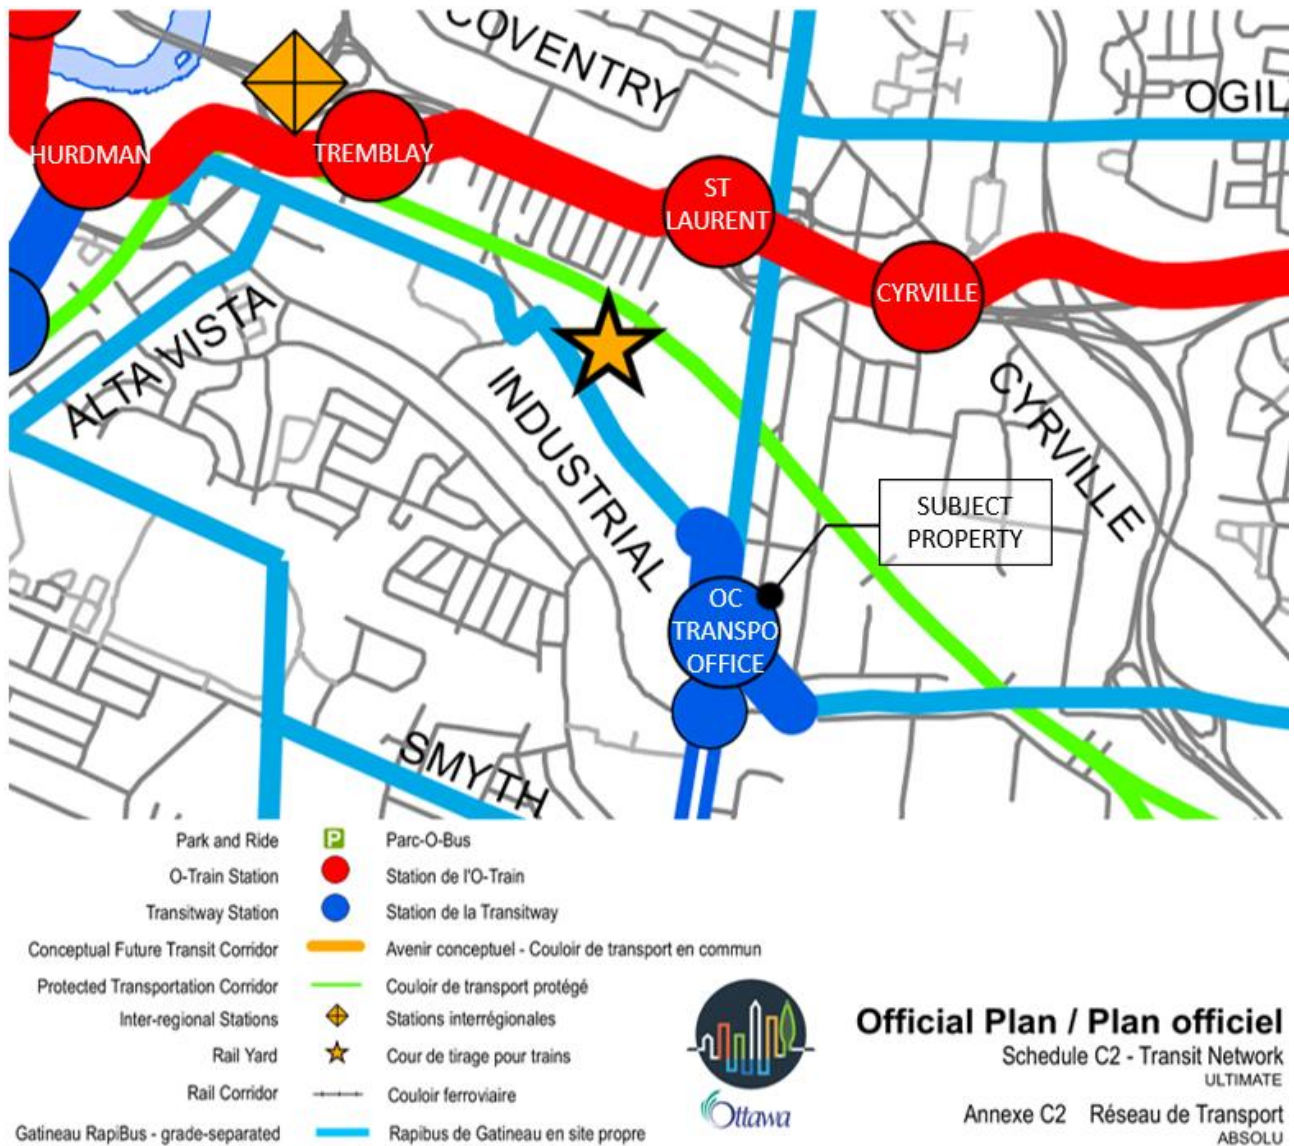 COVENTRY
OGIL
HURDMAN
TREMBLAY
ST
LAURENT
CYRVILLE
ALTA VISTA
INDUSTRIAL
CYRVILLE
SUBJECT
PROPERTY
OC
TRANSPO
OFFICE
SMYTH
Park and Ride P Parc-O-Bus
O-Train Station Station de l'O-Train
Transitway Station Station de la Transitway
Conceptual Future Transit Corridor Avenir conceptuel - Couloir de transport en commun
Protected Transportation Corridor Couloir de transport protégé
Inter-regional Stations Stations interrégionales
Rail Yard Cour de tirage pour trains
Rail Corridor Couloir ferroviaire
Gatineau RapiBus - grade-separated Rapibus de Gatineau en site propre
Ottawa
Official Plan / Plan officiel
Schedule C2 - Transit Network
ULTIMATE
Annexe C2 Réseau de Transport
ABSOLU